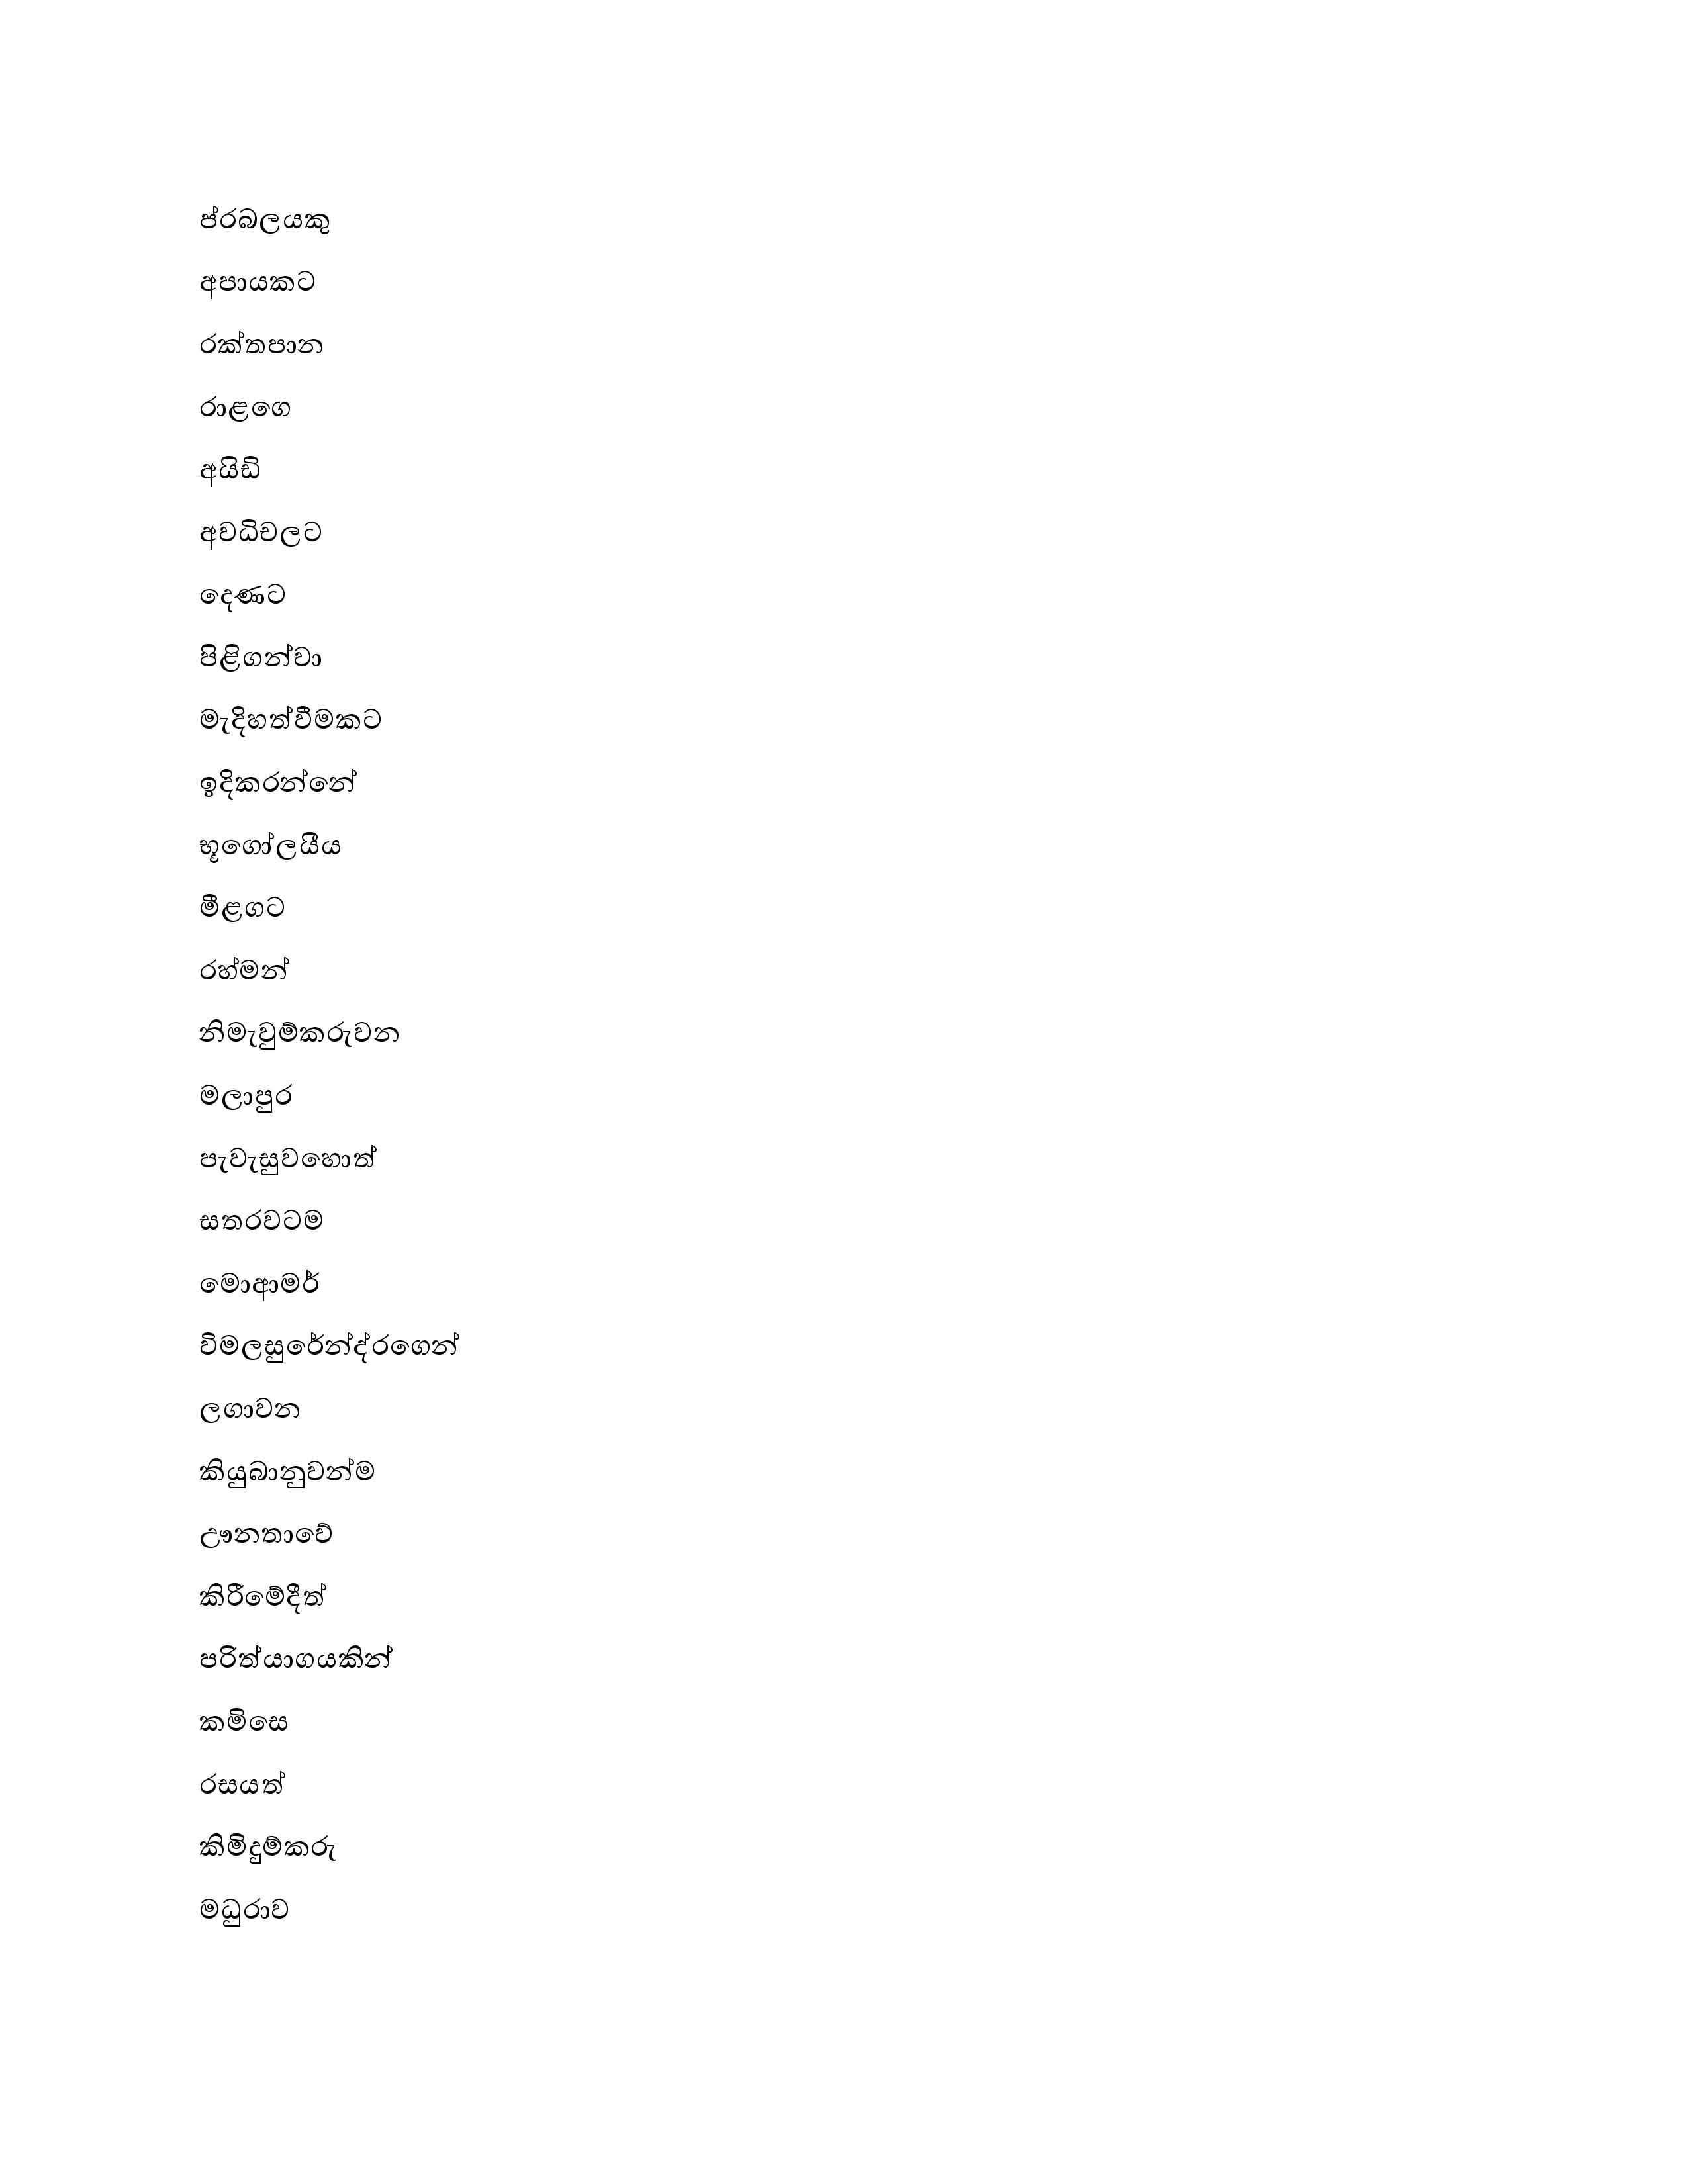 ප්රබලයකු
අපායකට
රක්තපාන
රාළගෙ
අයිඩි
අවධිචලට
දෙණට
පිළිගන්වා
මැදිහත්වීමකට
ඉදිකරන්නේ
භූගෝලයීය
මීළගට
රහ්මන්
නිමැවුම්කරුවන
මලාපුර
පැවැසුවහොත්
සතරවටම
මොආමර්
විමලසුරේන්ද්රගෙන්
ලගාවන
කියුබානුවන්ම
ඌනතාවේ
කිරීමේදීත්
පරිත්යාගයකින්
කමිසෙ
රසයත්
කිමිදුම්කරු
මධුරාව